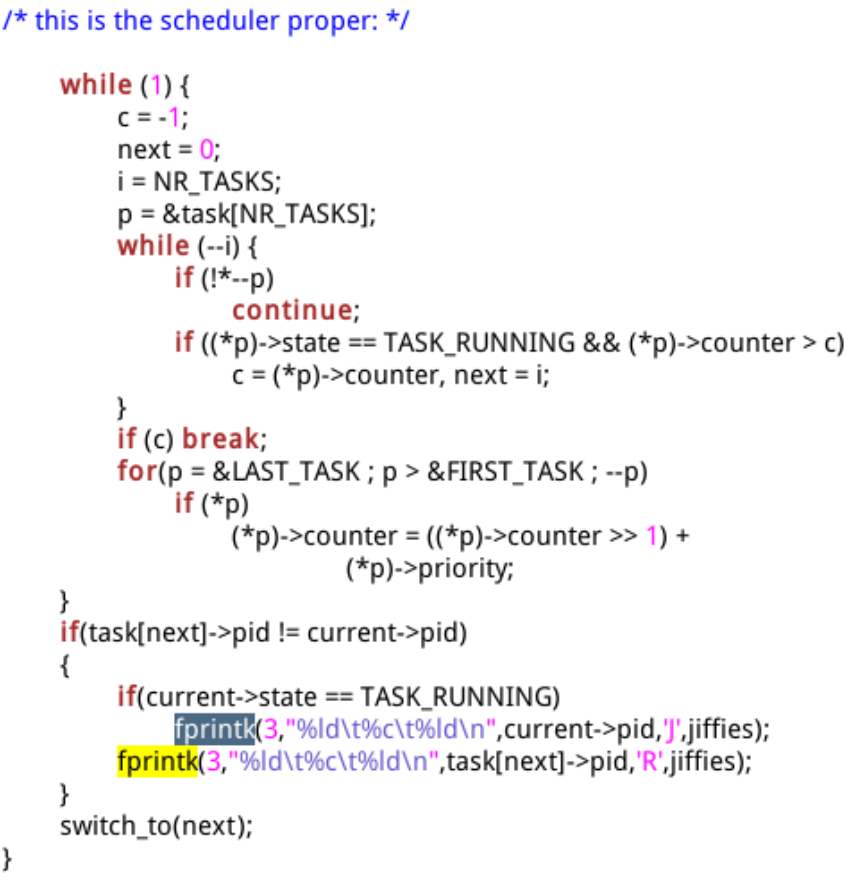 /* this is the scheduler proper: */
while (1) {
c = -1;
next = 0;
i = NR_TASKS;
p = &task[NR_TASKS];
while (--i) {
if (!*--p)
continue;
if ((*p)->state == TASK_RUNNING && (*p)->counter > c)
c = (*p)->counter, next = i;
}
if (c) break;
for(p = &LAST_TASK ; p > &FIRST_TASK ; --p)
if (*p)
(*p)->counter = ((*p)->counter >> 1) +
(*p)->priority;
}
if(task[next]->pid != current->pid)
{
if(current->state == TASK_RUNNING)
fprintk(3,"%ld\t%c\t%ld\n",current->pid,'J',jiffies);
fprintk(3,"%ld\t%c\t%ld\n",task[next]->pid,'R',jiffies);
}
switch_to(next);
}